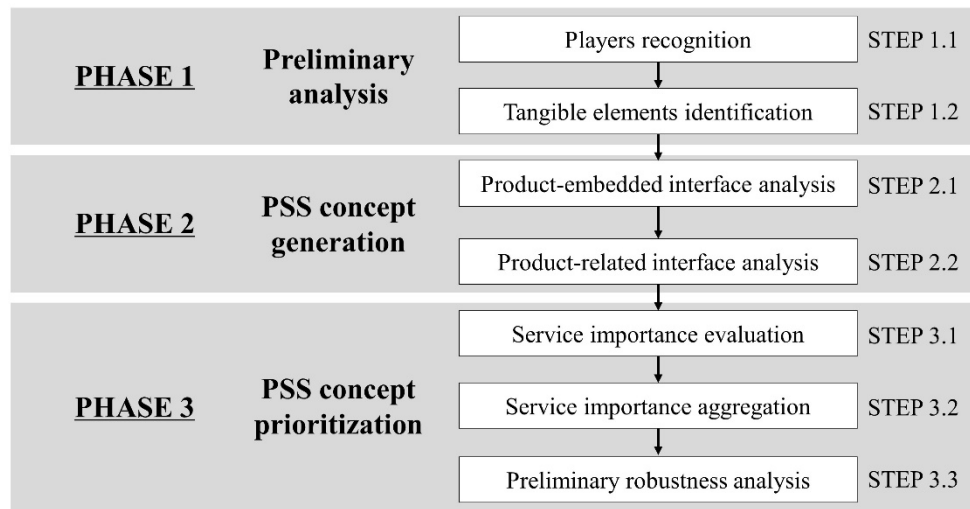 PHASE 1
Preliminary
analysis
Players recognition
STEP 1.1
Tangible elements identification
STEP 1.2
PHASE 2
PSS concept
generation
Product-embedded interface analysis
STEP 2.1
Product-related interface analysis
STEP 2.2
PHASE 3
PSS concept
prioritization
Service importance evaluation
STEP 3.1
Service importance aggregation
STEP 3.2
Preliminary robustness analysis
STEP 3.3